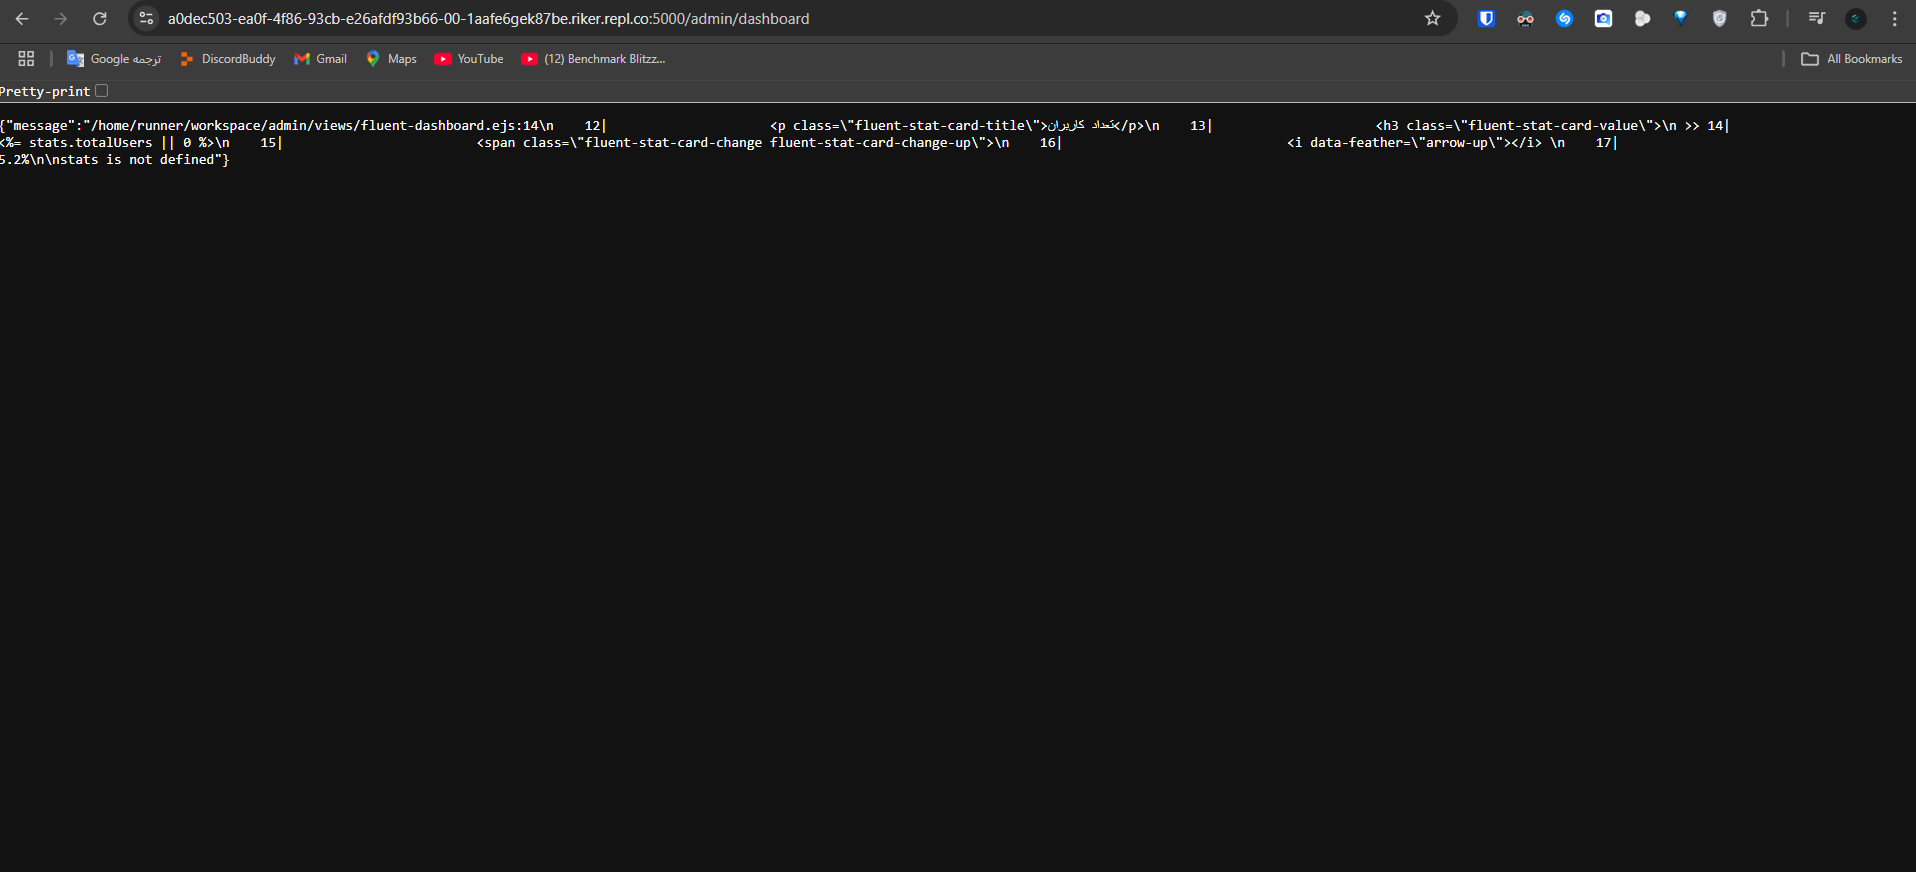 a0dec503-ea0f-4f86-93cb-e26afdf93b66-00-1aafe6gek87be.riker.repl.co:5000/admin/dashboard
Google ترجمه DiscordBuddy Gmail Maps YouTube (12) Benchmark Blitzz... All Bookmarks
Pretty-print
{"message":"/home/runner/workspace/admin/views/fluent-dashboard.ejs:14\n    12|                     <p class=\"fluent-stat-card-title\">تعداد کاربران</p>\n    13|                     <h3 class=\"fluent-stat-card-value\">\n >> 14|
<%= stats.totalUsers || 0 %>\n    15|                         <span class=\"fluent-stat-card-change fluent-stat-card-change-up\">\n    16|                             <i data-feather=\"arrow-up\"></i> \n    17|
5.2%\n\nstats is not defined"}